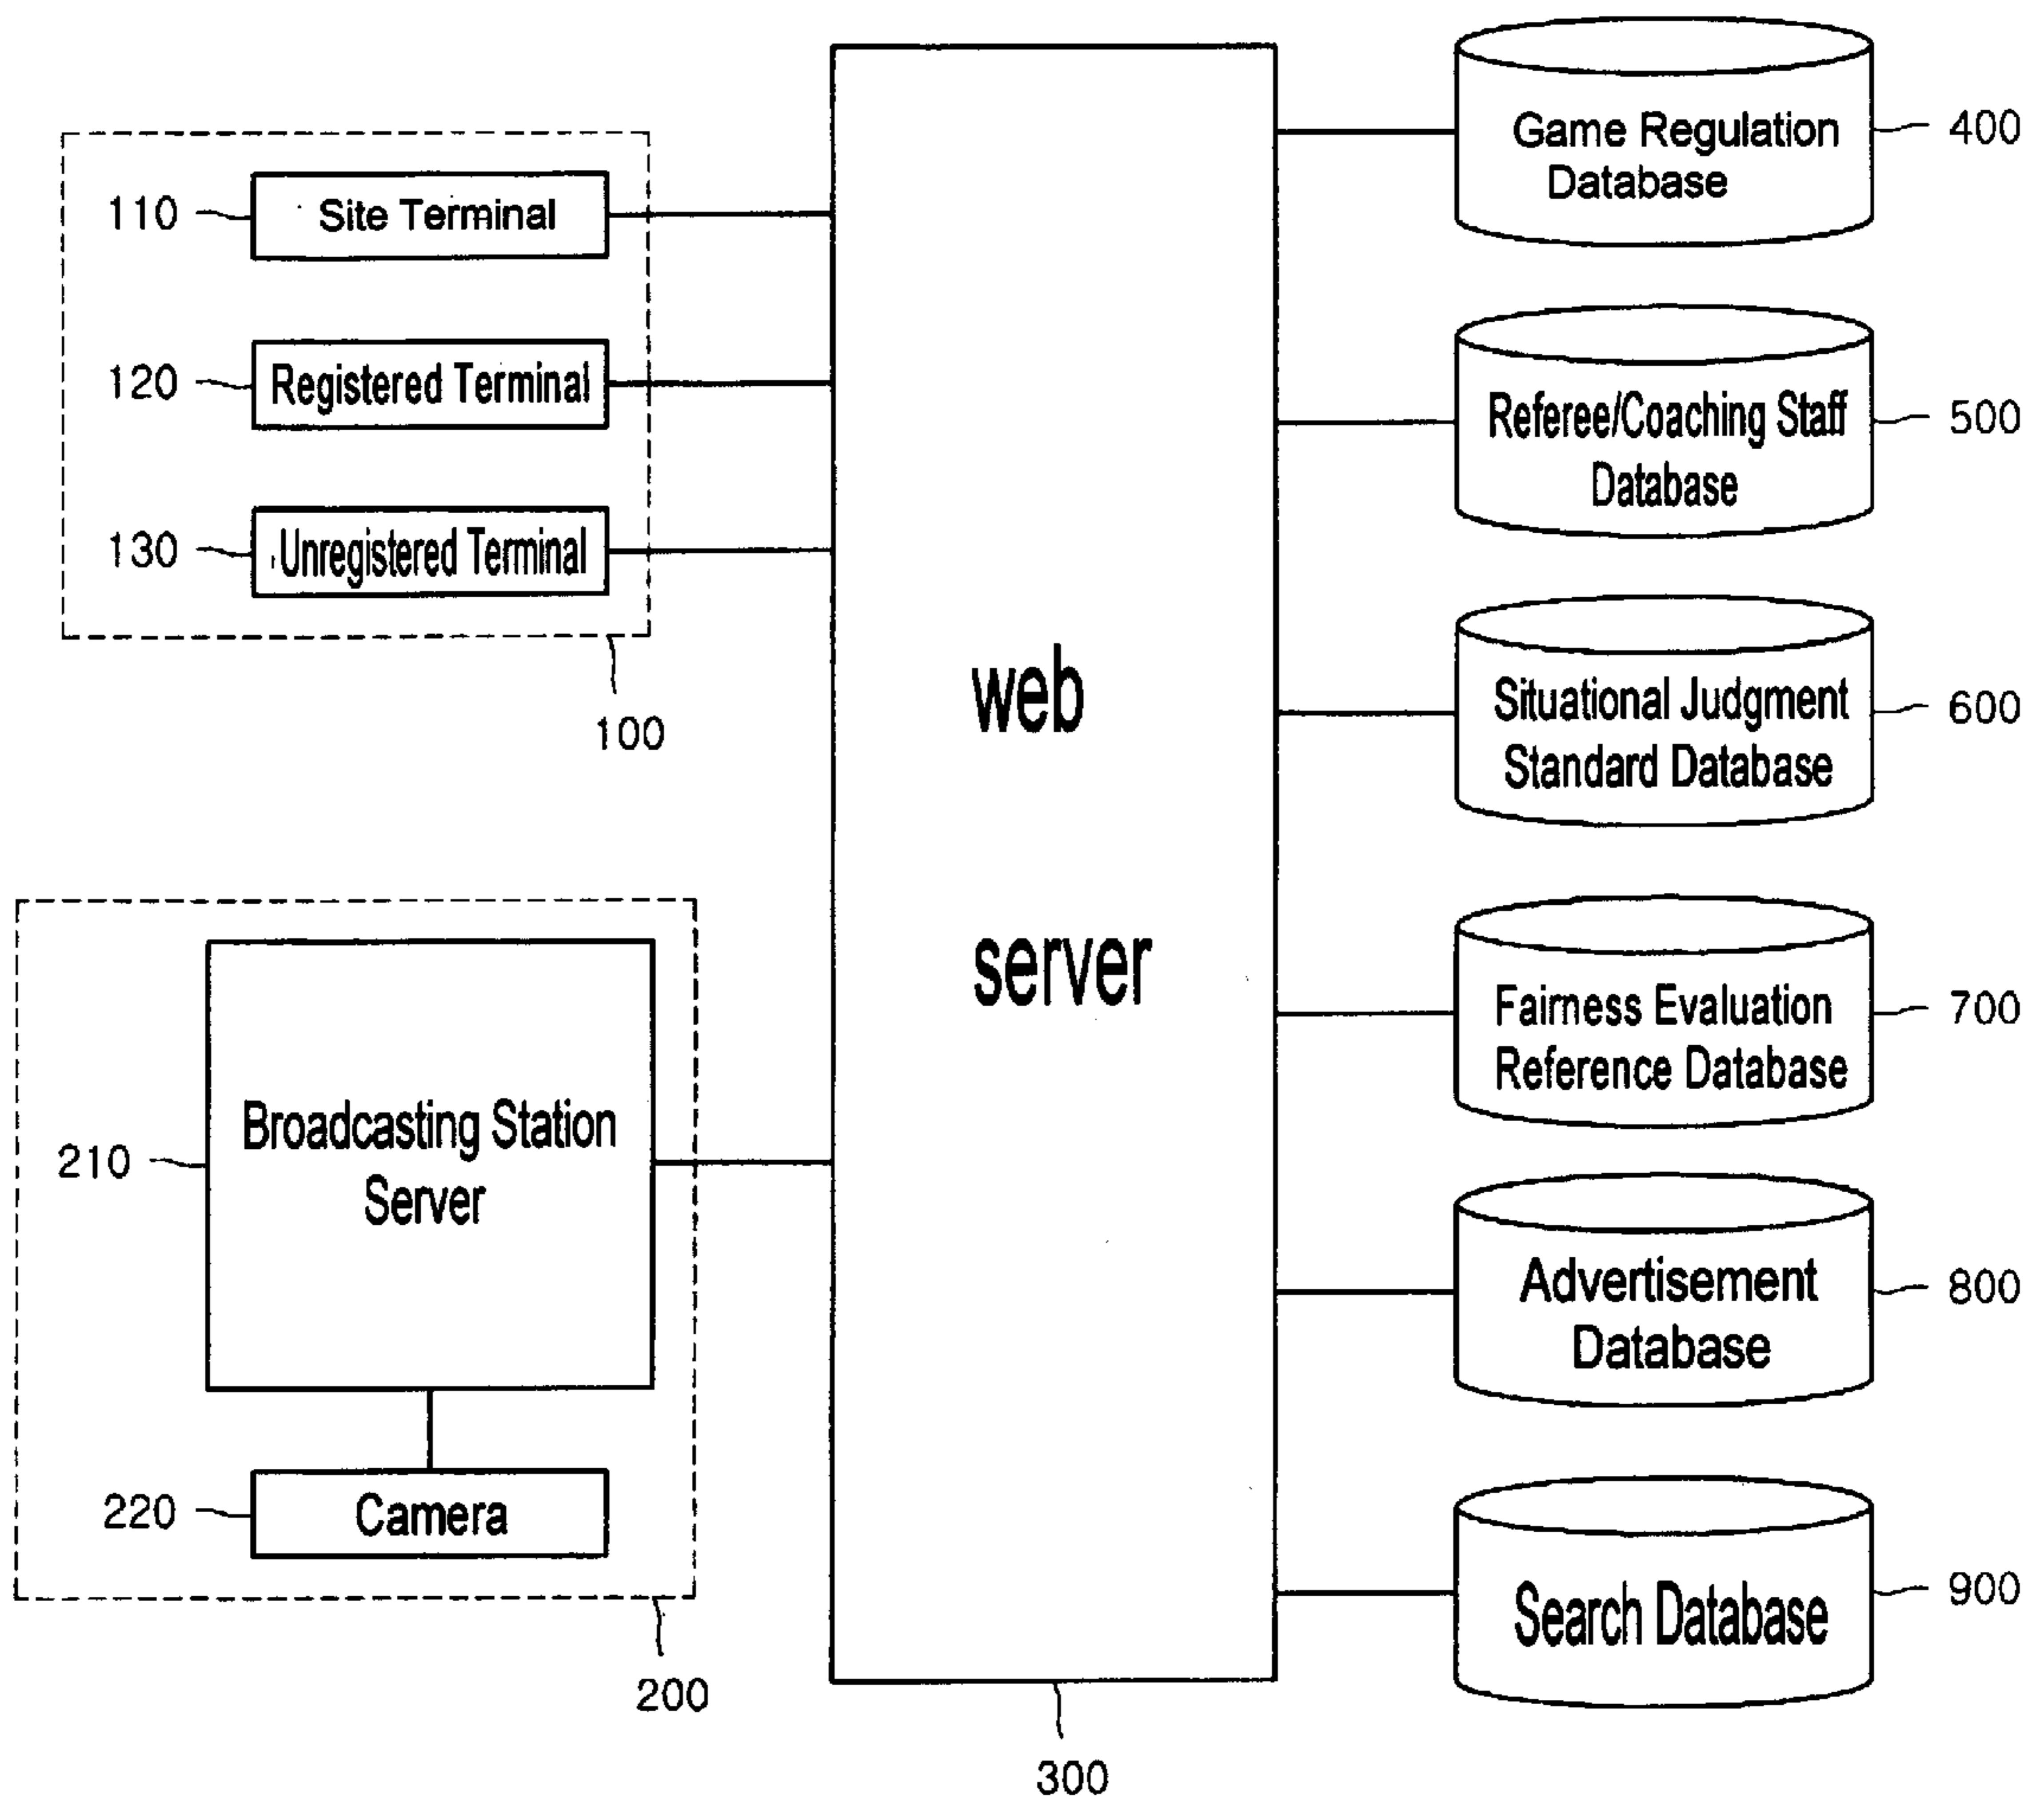 110
Site Terminal
120
Registered Terminal
130
Unregistered Terminal
100
210
Broadcasting Station
Server
220
Camera
200
web
server
300
Game Regulation
Database
400
Referee/Coaching Staff
Database
500
Situational Judgment
Standard Database
600
Fairness Evaluation
Reference Database
700
Advertisement
Database
800
Search Database
900